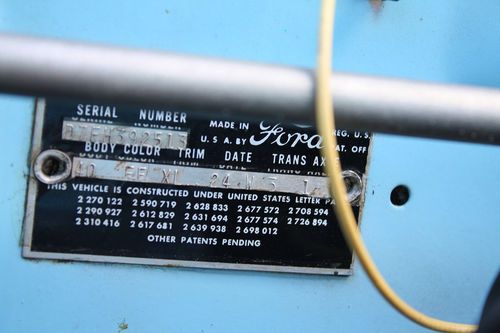 SERIAL NUMBER
MADE IN Ford REG. U.S.
U S A. BY PAT. OFF
BODY COLOR TRIM DATE TRANS AXLE
THIS VEHICLE IS CONSTRUCTED UNDER UNITED STATES LETTER
2 270 122 2 590 719 2 628 833 2 677 572 2 708 594
2 290 927 2 612 829 2 631 694 2 677 574 2 726 894
2 310 416 2 617 681 2 639 938 2 698 012
OTHER PATENTS PENDING